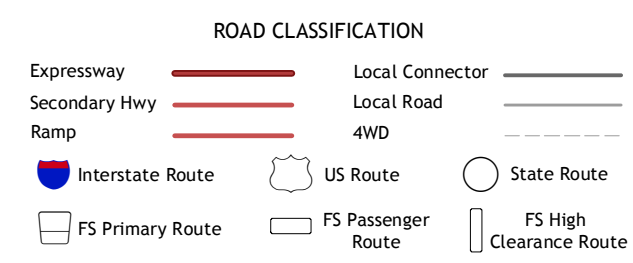 ROAD CLASSIFICATION
Expressway
Local Connector
Secondary Hwy
Local Road
Ramp
4WD
Interstate Route
US Route
State Route
FS Primary Route
FS Passenger
Route
FS High
Clearance Route